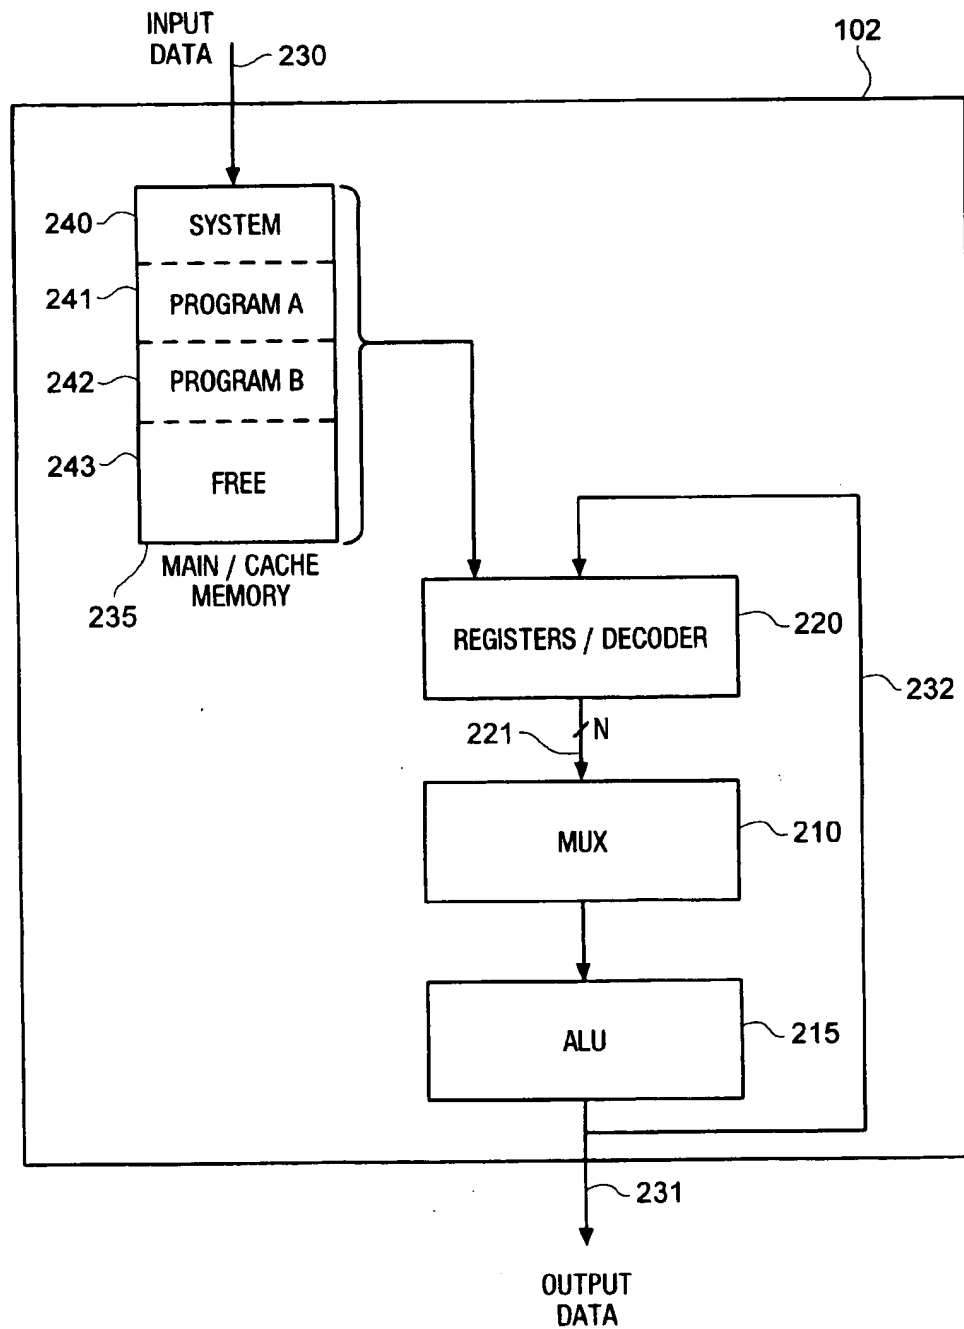 INPUT
DATA
230
102
240
SYSTEM
241
PROGRAM A
242
PROGRAM B
243
FREE
MAIN / CACHE
MEMORY
235
REGISTERS / DECODER
220
232
221
N
MUX
210
ALU
215
231
OUTPUT
DATA